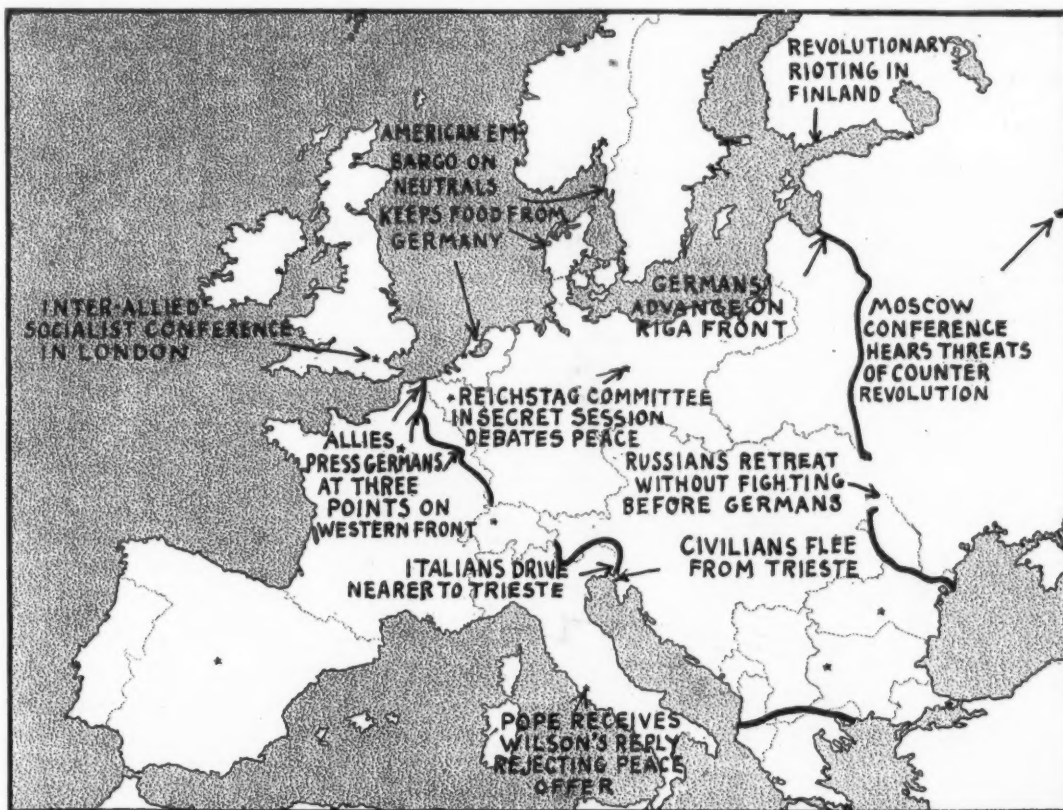 REVOLUTIONARY
RIOTING IN
FINLAND
AMERICAN EM-
BARGO ON
NEUTRALS
KEEPS FOOD FROM
GERMANY
INTER-ALLIED
SOCIALIST CONFERENCE
IN LONDON
GERMANS
ADVANCE ON
RIGA FRONT
MOSCOW
CONFERENCE
HEARS THREATS
OF COUNTER
REVOLUTION
REICHSTAG COMMITTEE
IN SECRET SESSION
DEBATES PEACE
ALLIES
PRESS GERMANS
AT THREE
POINTS ON
WESTERN FRONT
RUSSIANS RETREAT
WITHOUT FIGHTING
BEFORE GERMANS
ITALIANS DRIVE
NEARER TO TRIESTE
CIVILIANS FLEE
FROM TRIESTE
POPE RECEIVES
WILSON'S REPLY
REJECTING PEACE
OFFER